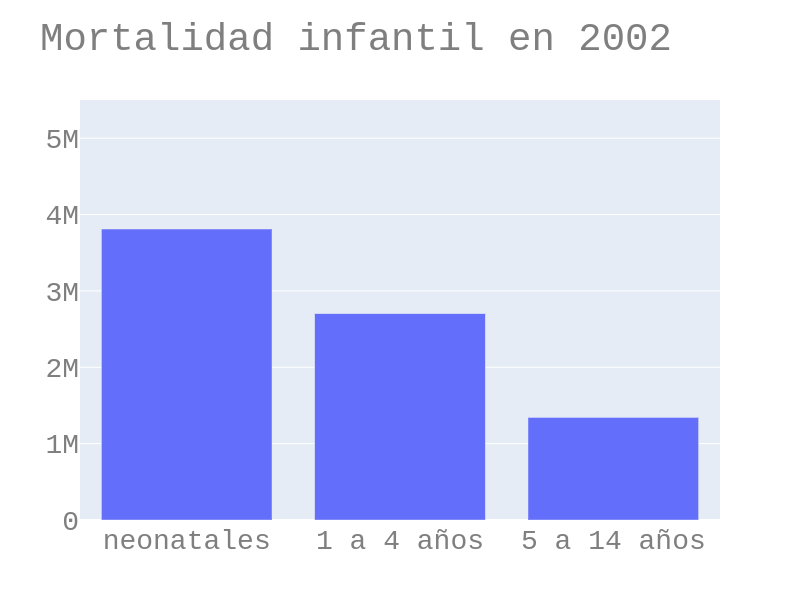 Mortalidad infantil en 2002
5M
4M
3M
2M
1M
0
neonatales 1 a 4 años 5 a 14 años